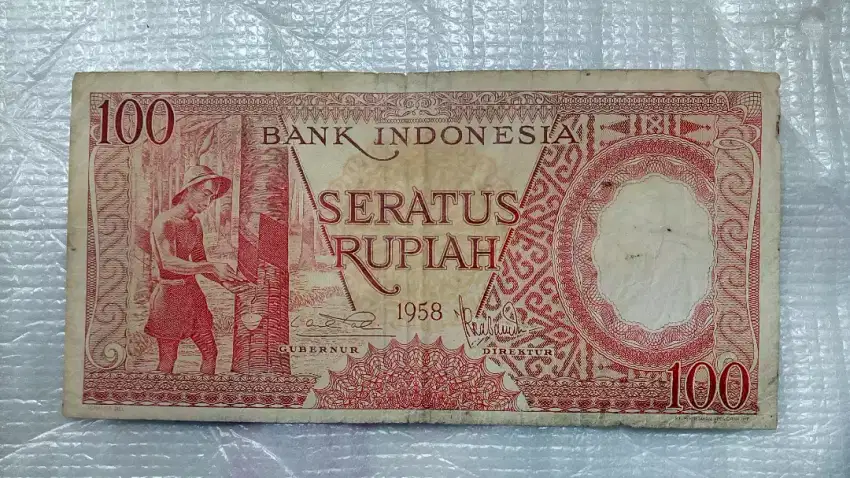 100
BANK INDONESIA
SERATUS
RUPIAH
1958
GUBERNUR
DIREKTUR
100